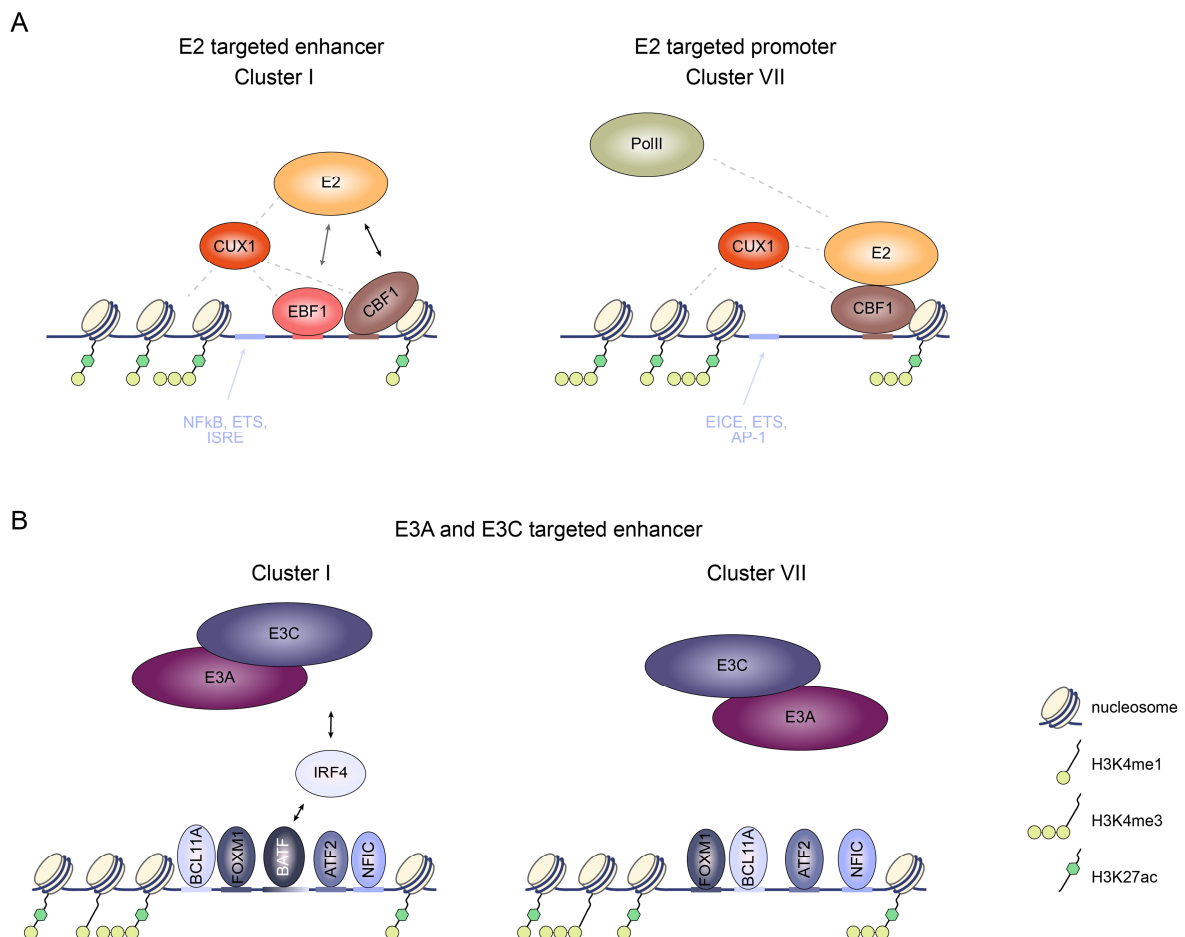 A
E2 targeted enhancer
Cluster I
E2 targeted promoter
Cluster VII
PolII
E2
CUX1
EBF1
CBF1
CUX1
E2
CBF1
NFkB, ETS,
ISRE
EICE, ETS,
AP-1
B
E3A and E3C targeted enhancer
Cluster I
Cluster VII
E3C
E3A
E3C
E3A
IRF4
BCL11A
FOXM1
BATF
ATF2
NFIC
FOXM1
BCL11A
ATF2
NFIC
nucleosome
H3K4me1
H3K4me3
H3K27ac